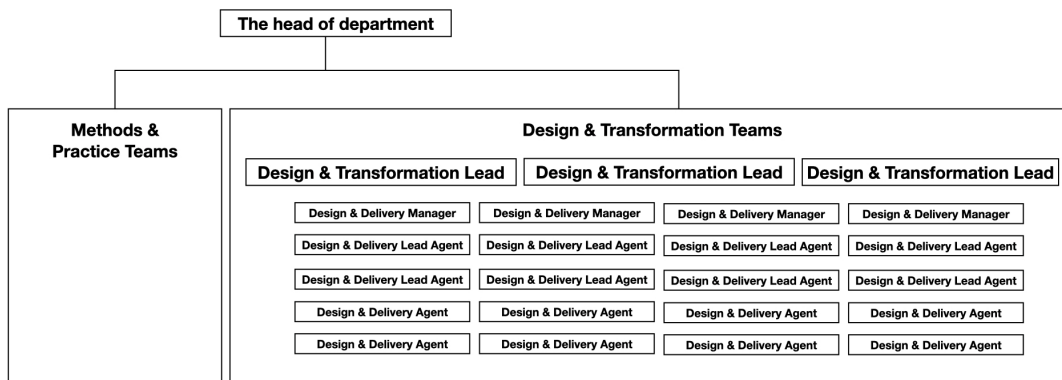 The head of department
Methods &
Practice Teams
Design & Transformation Teams
Design & Transformation Lead
Design & Transformation Lead
Design & Transformation Lead
Design & Delivery Manager
Design & Delivery Manager
Design & Delivery Manager
Design & Delivery Manager
Design & Delivery Lead Agent
Design & Delivery Lead Agent
Design & Delivery Lead Agent
Design & Delivery Lead Agent
Design & Delivery Lead Agent
Design & Delivery Lead Agent
Design & Delivery Lead Agent
Design & Delivery Lead Agent
Design & Delivery Agent
Design & Delivery Agent
Design & Delivery Agent
Design & Delivery Agent
Design & Delivery Agent
Design & Delivery Agent
Design & Delivery Agent
Design & Delivery Agent